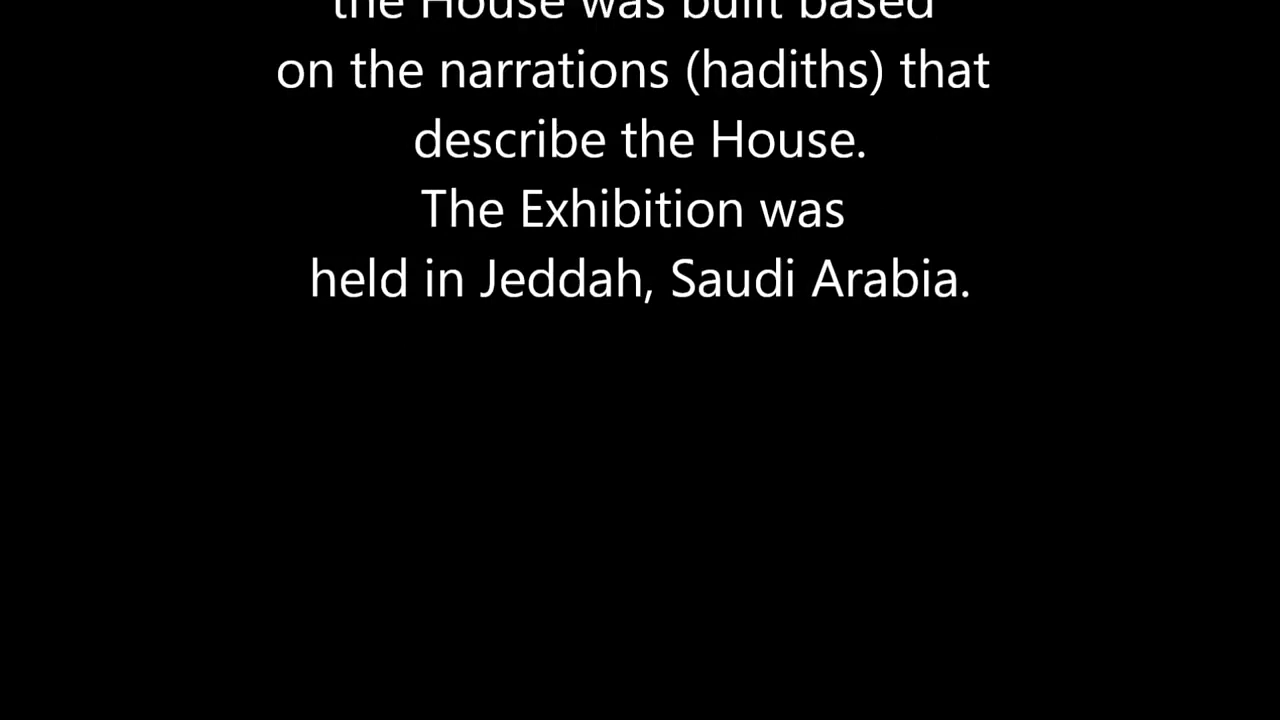 the House was built based
on the narrations (hadiths) that
describe the House.
The Exhibition was
held in Jeddah, Saudi Arabia.